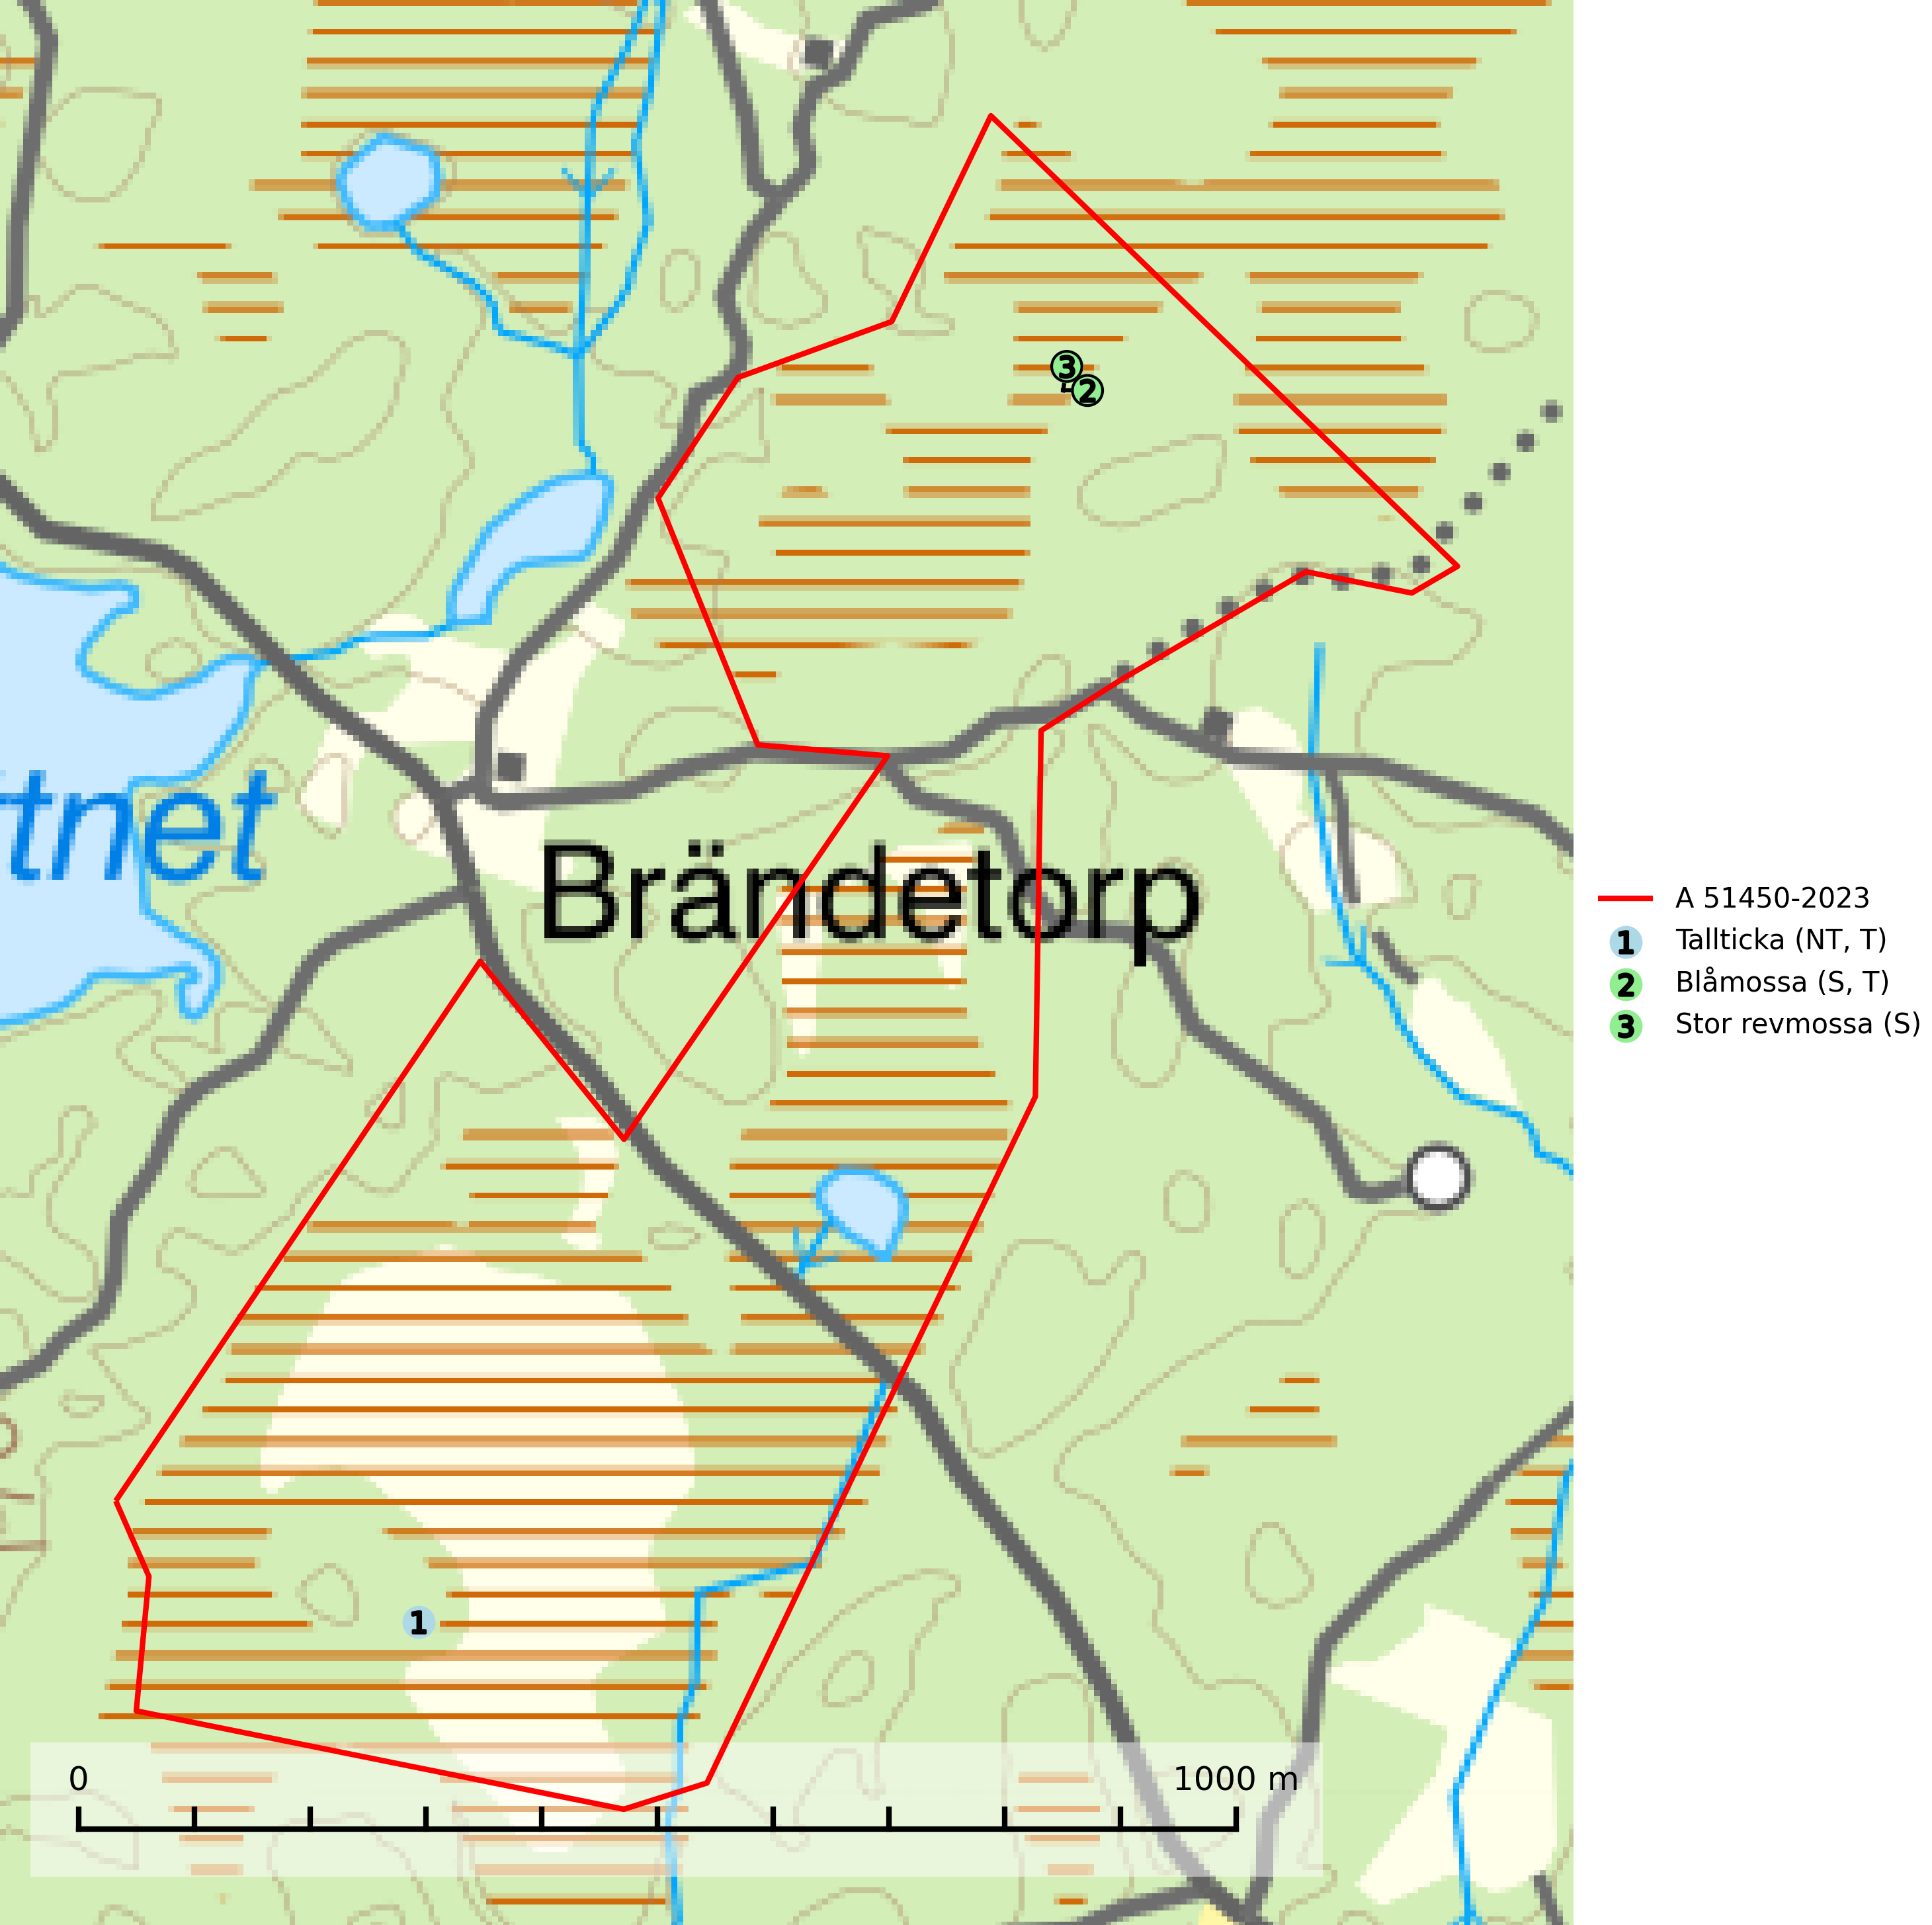 tnet
Brändetorp
A 51450-2023
1 Tallticka (NT, T)
2 Blåmossa (S, T)
3 Stor revmossa (S)
3
2
1
0 1000 m